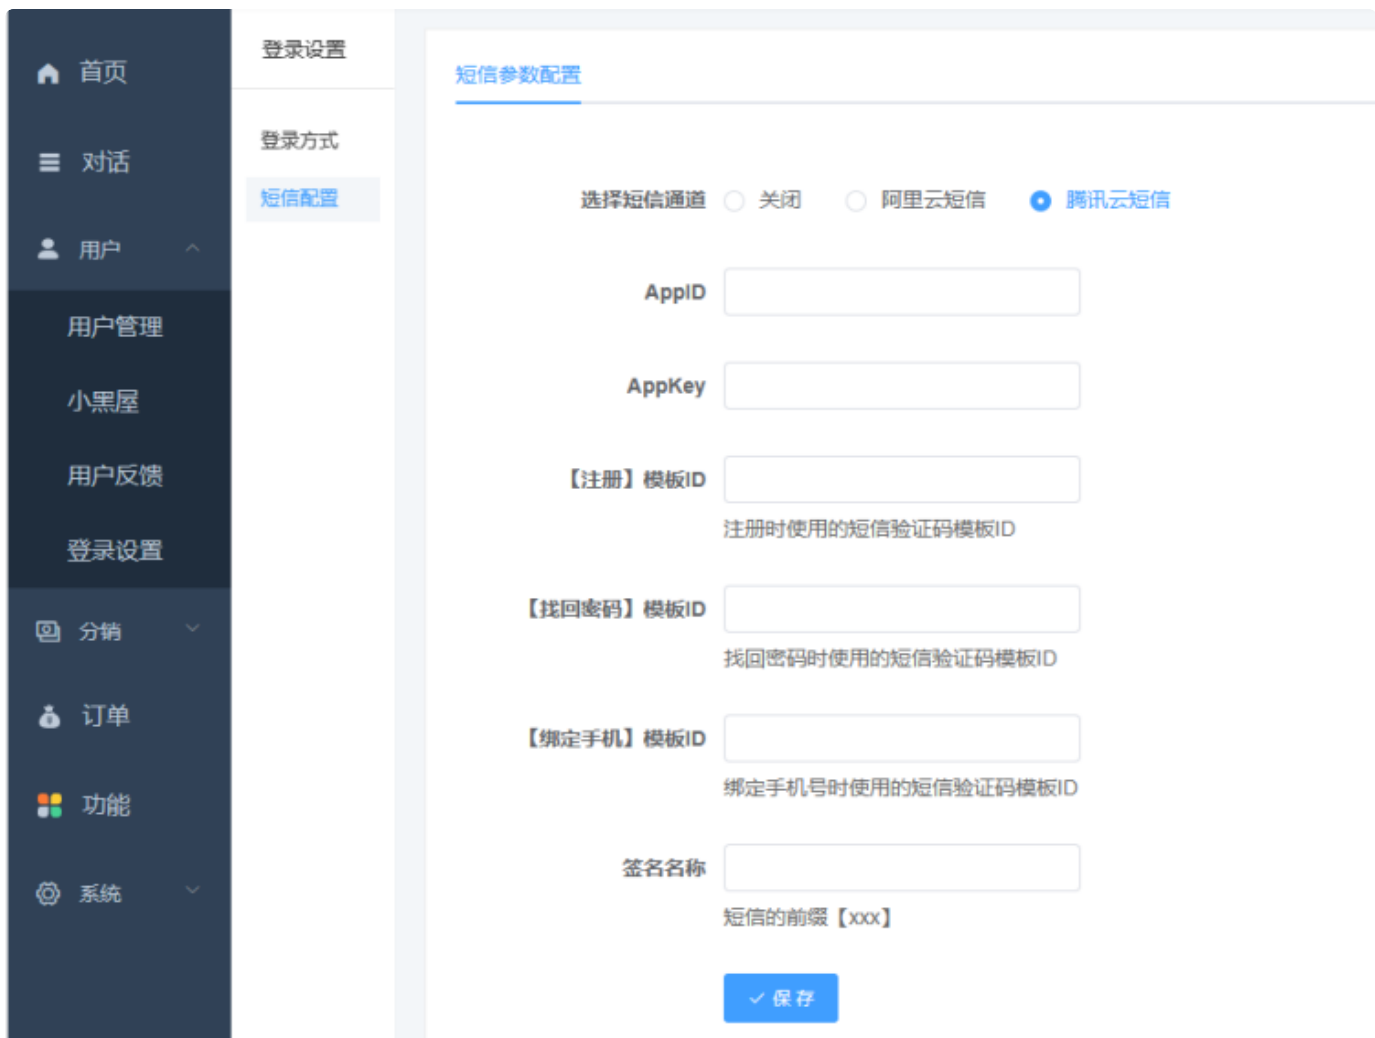 首页
对话
用户
用户管理
小黑屋
用户反馈
登录设置
分销
订单
功能
系统
登录设置
登录方式
短信配置
短信参数配置
选择短信通道 关闭 阿里云短信 腾讯云短信
AppID
AppKey
【注册】模板ID
注册时使用的短信验证码模板ID
【找回密码】模板ID
找回密码时使用的短信验证码模板ID
【绑定手机】模板ID
绑定手机号时使用的短信验证码模板ID
签名名称
短信的前缀【xxx】
保存